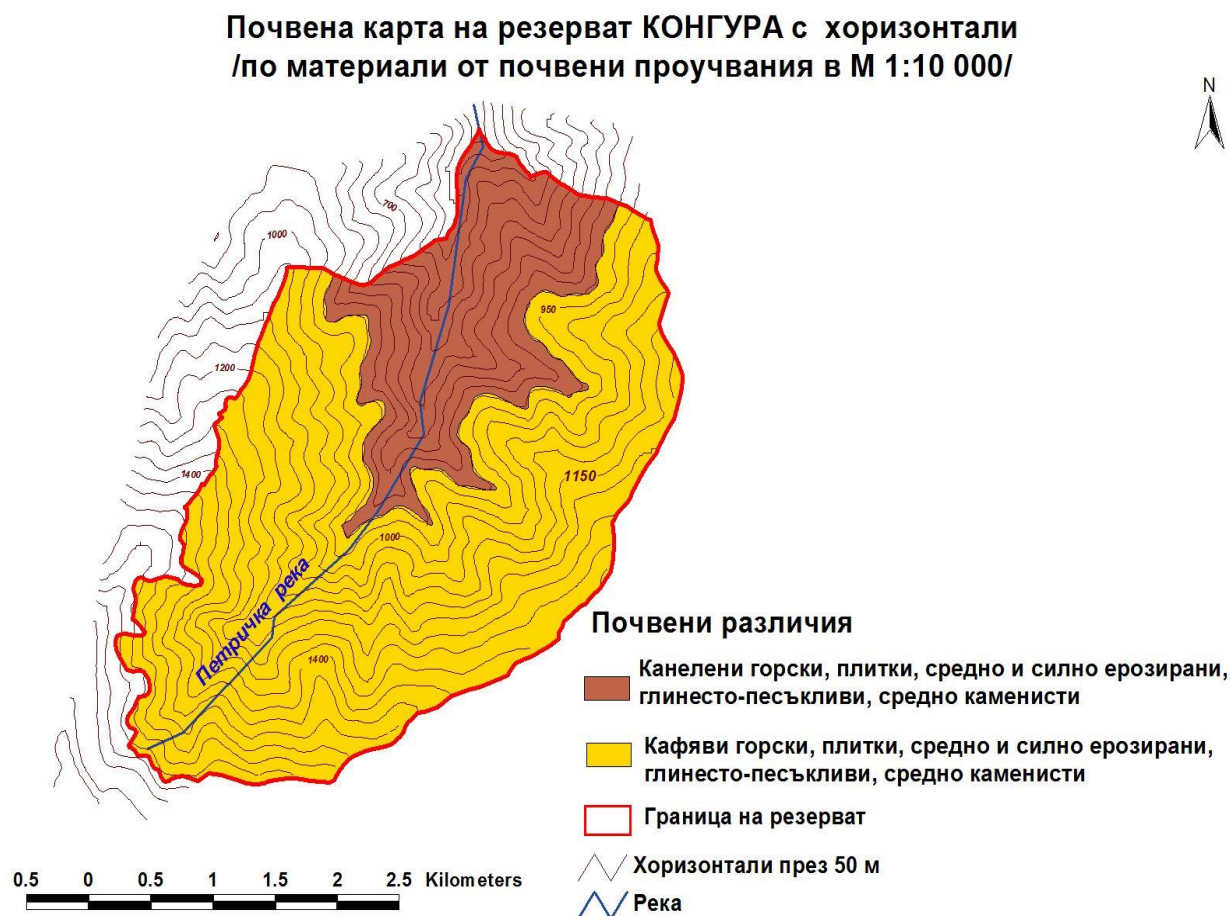 Почвена карта на резерват КОНГУРА с хоризонтали
/по материали от почвени проучвания в М 1:10 000/
N
700
1000
950
1200
1400
1150
1000
Петричка река
1400
Почвени различия
Канелени горски, плитки, средно и силно ерозирани,
глинесто-песъкливи, средно каменисти
Кафяви горски, плитки, средно и силно ерозирани,
глинесто-песъкливи, средно каменисти
Граница на резерват
Хоризонтали през 50 м
Река
0.5 0 0.5 1 1.5 2 2.5 Kilometers